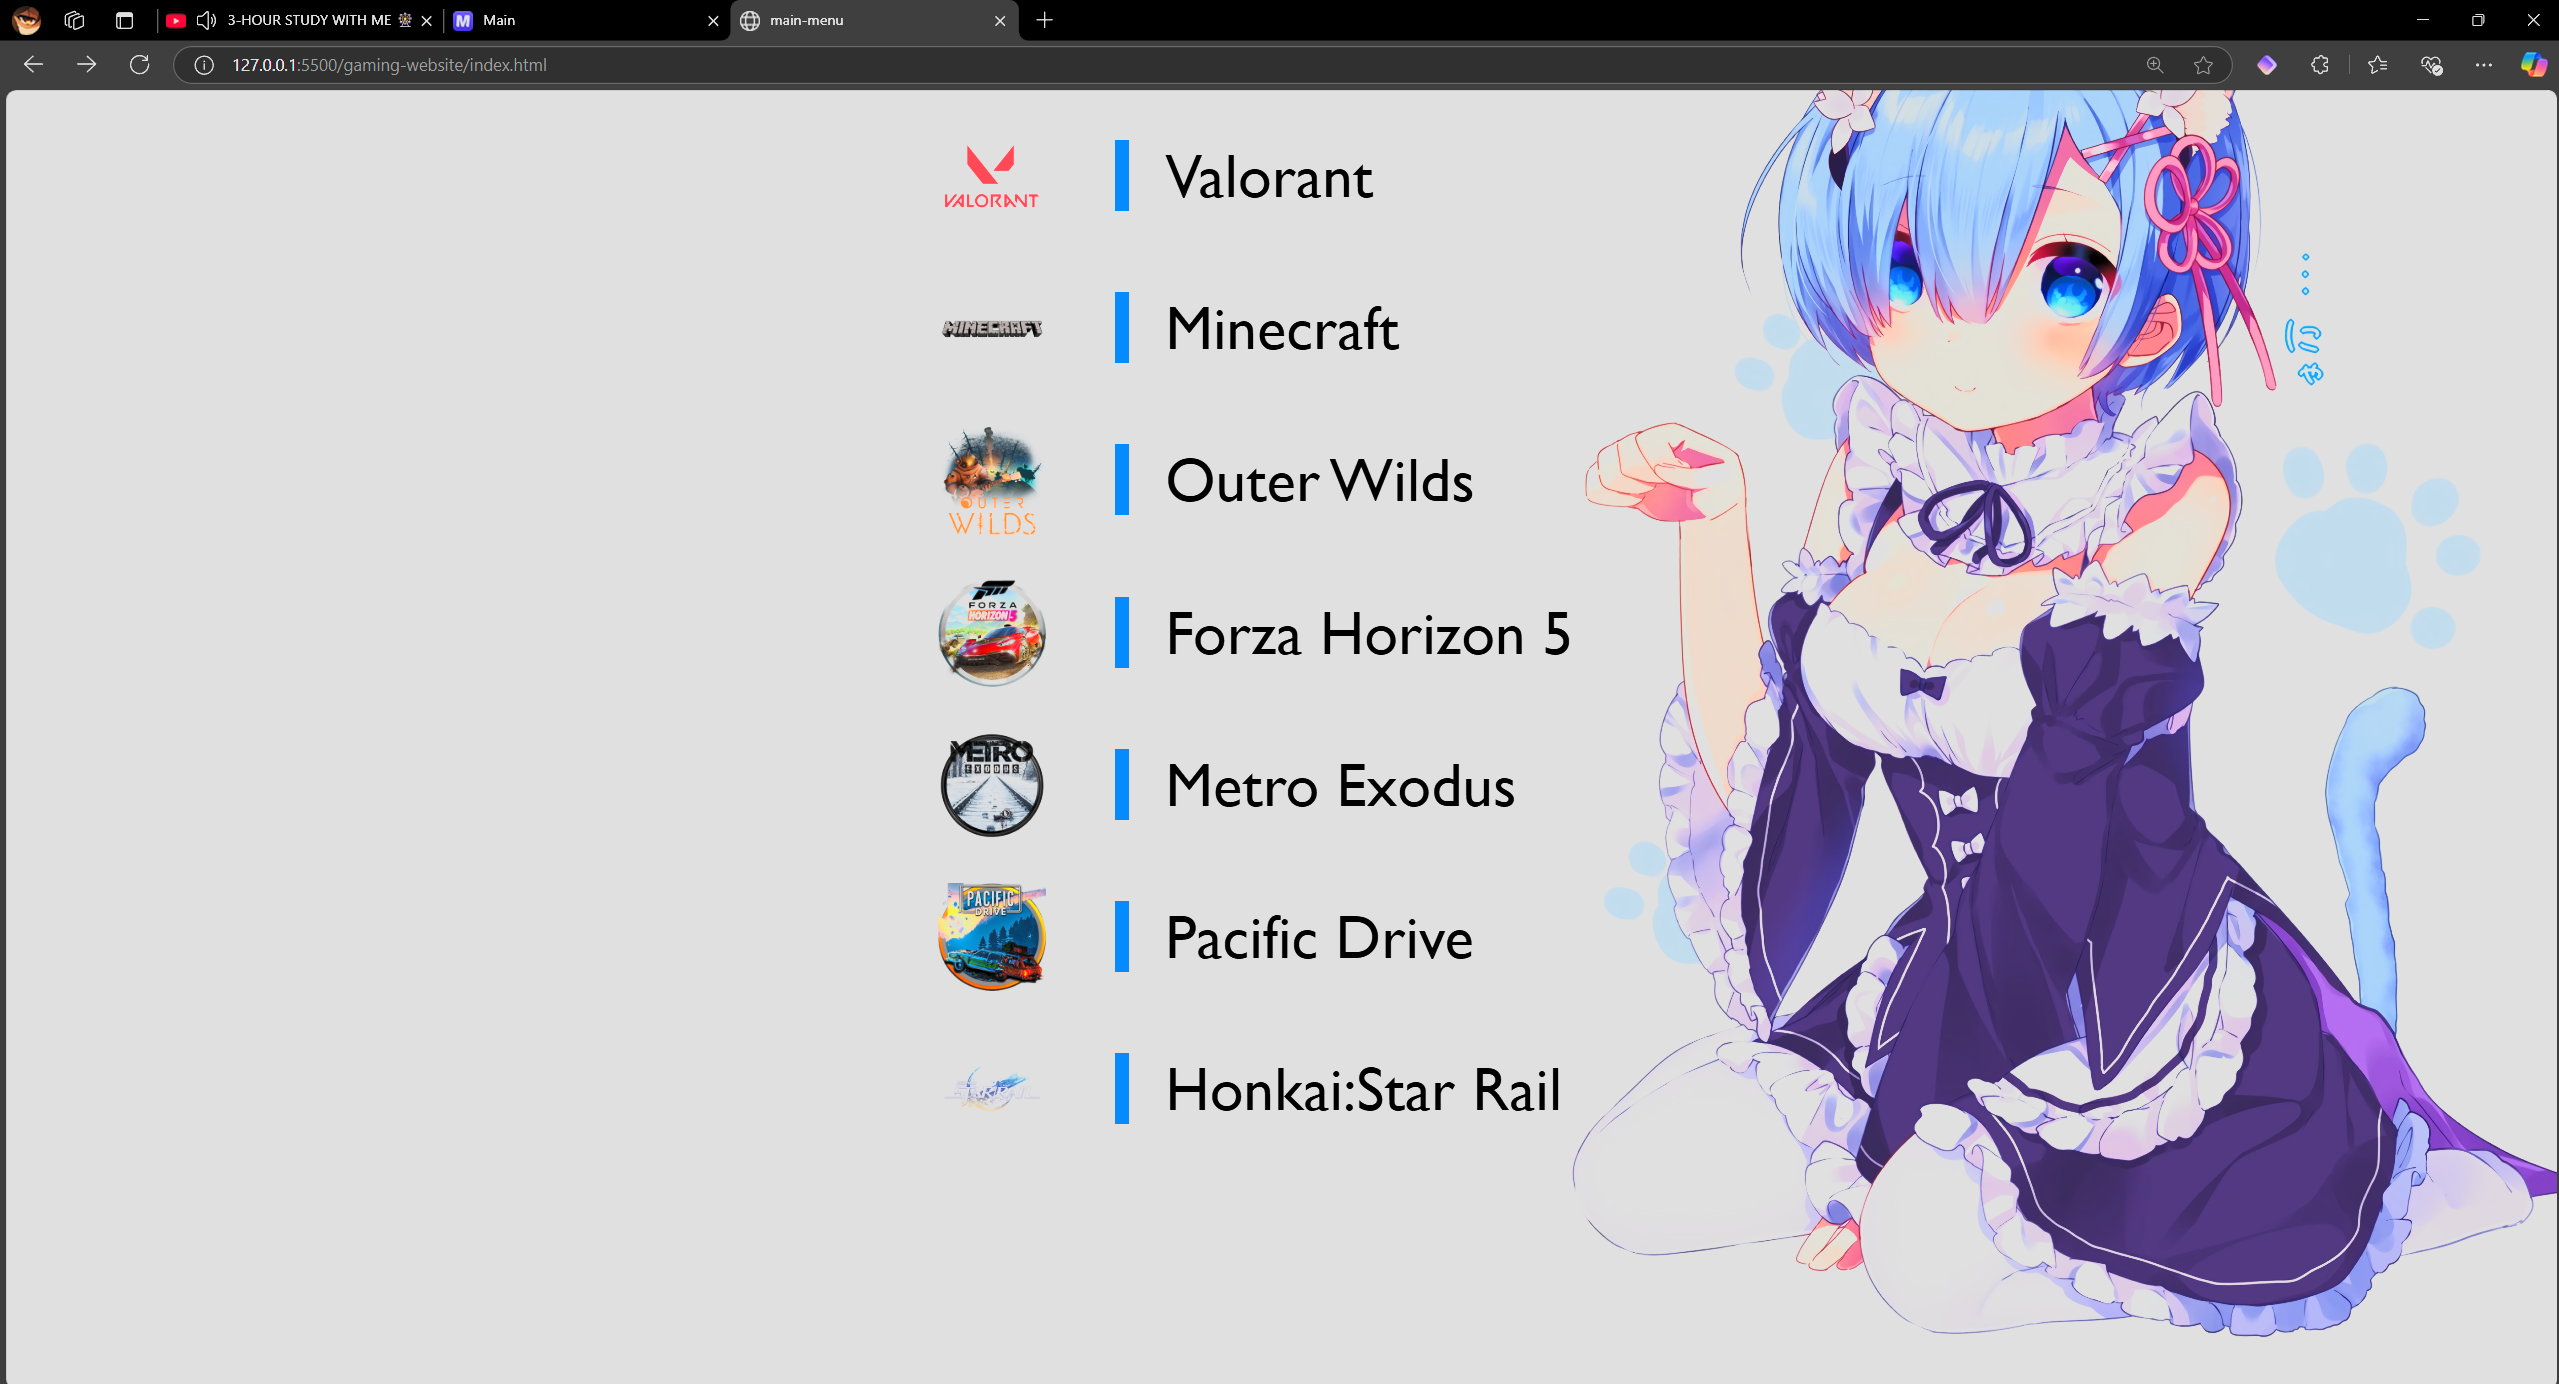 3-HOUR STUDY WITH ME
Main
main-menu
127.0.0.1:5500/gaming-website/index.html
VALORANT
Valorant
MINECRAFT
Minecraft
OUTER
WILDS
Outer Wilds
FORZA
HORIZON 5
Forza Horizon 5
METRO
EXODUS
Metro Exodus
PACIFIC
DRIVE
Pacific Drive
Honkai:Star Rail
…にゃ